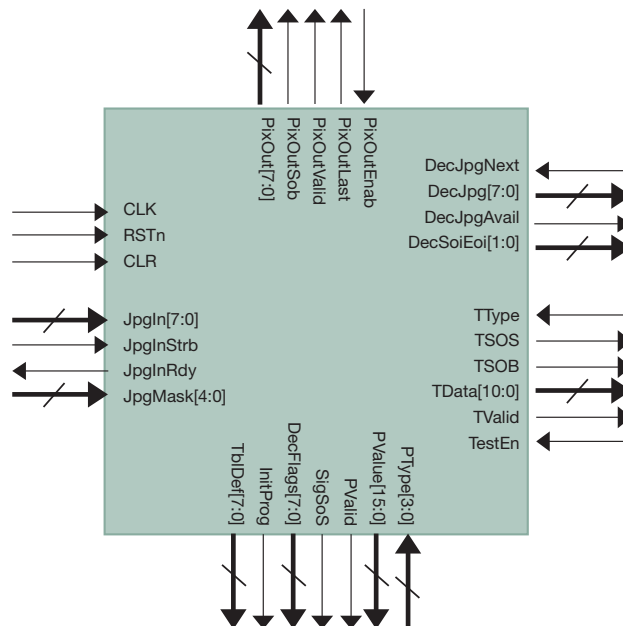 PixOut[7:0]
PixOutSob
PixOutValid
PixOutLast
PixOutEnab
DecJpgNext
DecJpg[7:0]
DecJpgAvail
DecSoiEoi[1:0]
CLK
RSTn
CLR
JpgIn[7:0]
JpgInStrb
JpgInRdy
JpgMask[4:0]
TType
TSOS
TSOB
TData[10:0]
TValid
TestEn
TblDef[7:0]
InitProg
DecFlags[7:0]
SigSoS
PValid
PValue[15:0]
PType[3:0]